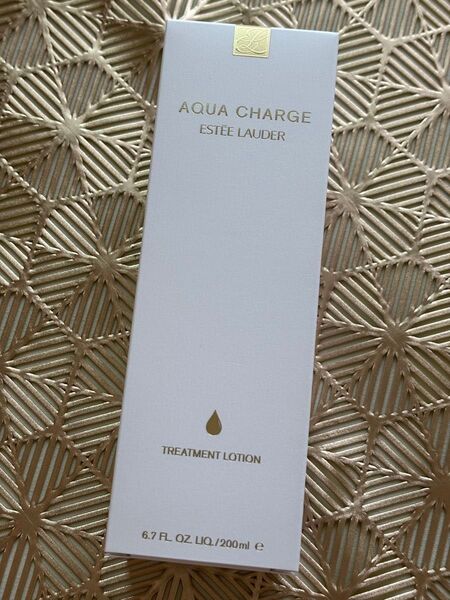 AQUA CHARGE
ESTĒE LAUDER
TREATMENT LOTION
6.7 FL. OZ. LIQ./200ml ℮